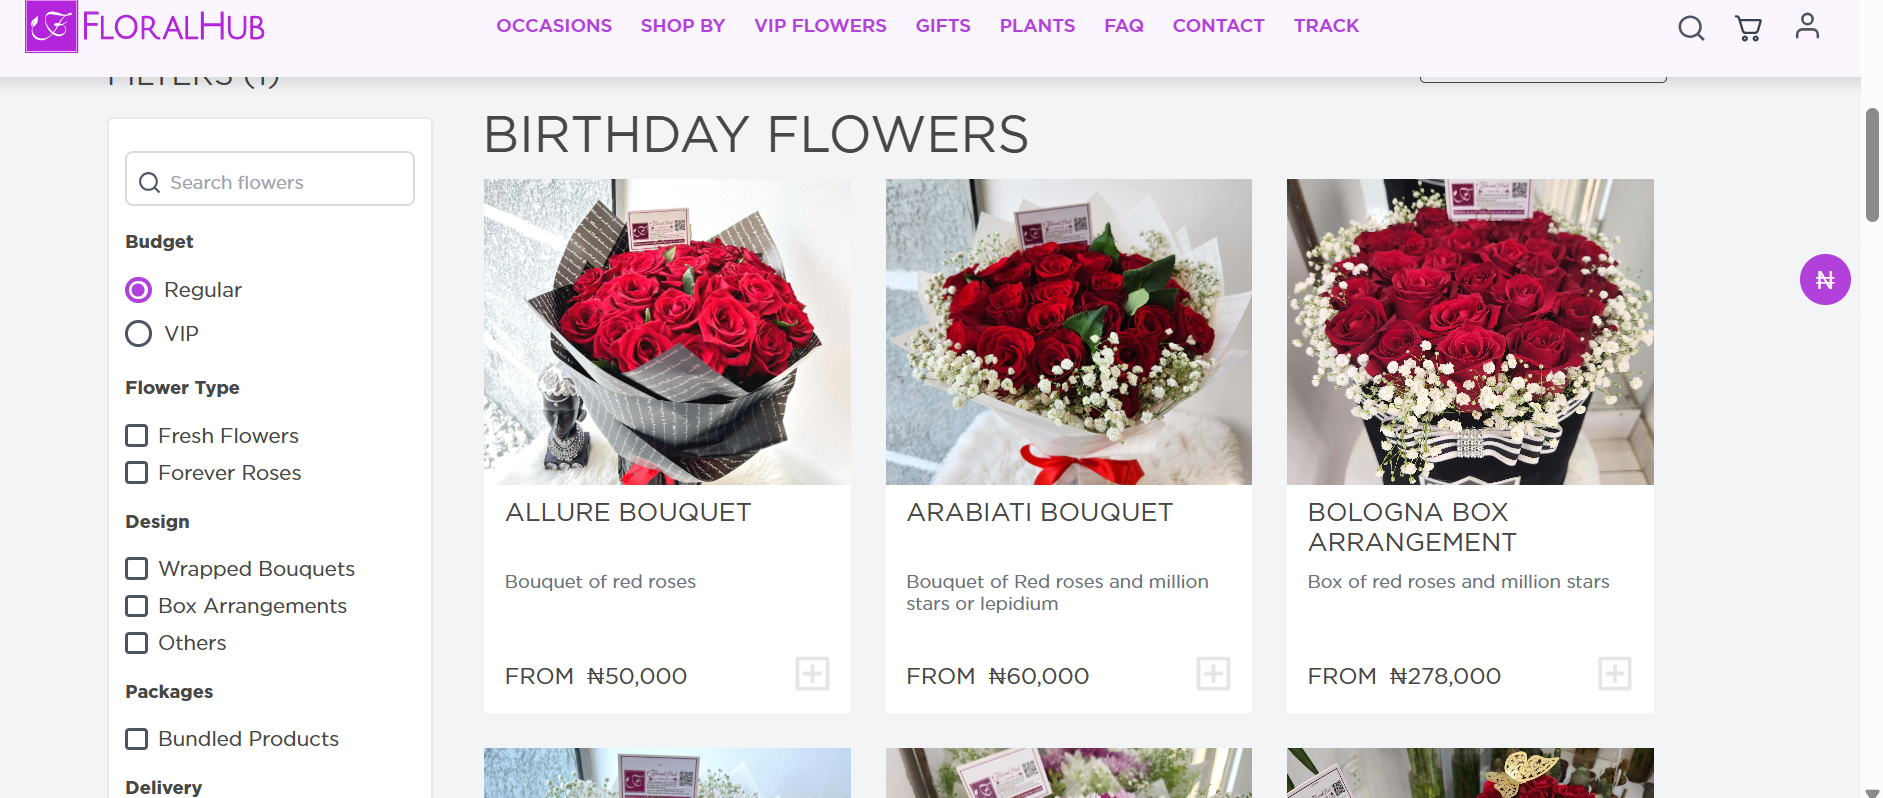 FLORALHUB
OCCASIONS SHOP BY VIP FLOWERS GIFTS PLANTS FAQ CONTACT TRACK
FILTERS (1)
BIRTHDAY FLOWERS
Search flowers
Budget
Regular
VIP
Flower Type
Fresh Flowers
Forever Roses
Design
Wrapped Bouquets
Box Arrangements
Others
Packages
Bundled Products
Delivery
ALLURE BOUQUET
Bouquet of red roses
FROM ₦50,000
ARABIATI BOUQUET
Bouquet of Red roses and million
stars or lepidium
FROM ₦60,000
BOLOGNA BOX
ARRANGEMENT
Box of red roses and million stars
FROM ₦278,000
₦